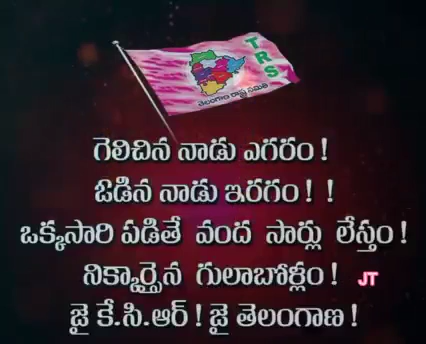 TRS
తెలంగాణ రాష్ట్ర సమితి
గెలిచిన నాడు ఎగరం !
ఓడిన నాడు ఇరగం ! !
ఒక్కసారి పడితే వంద సార్లు లేస్తం !
నిక్కార్సైన గులాబోళ్లం ! JT
జై కే.సి.ఆర్ ! జై తెలంగాణ !